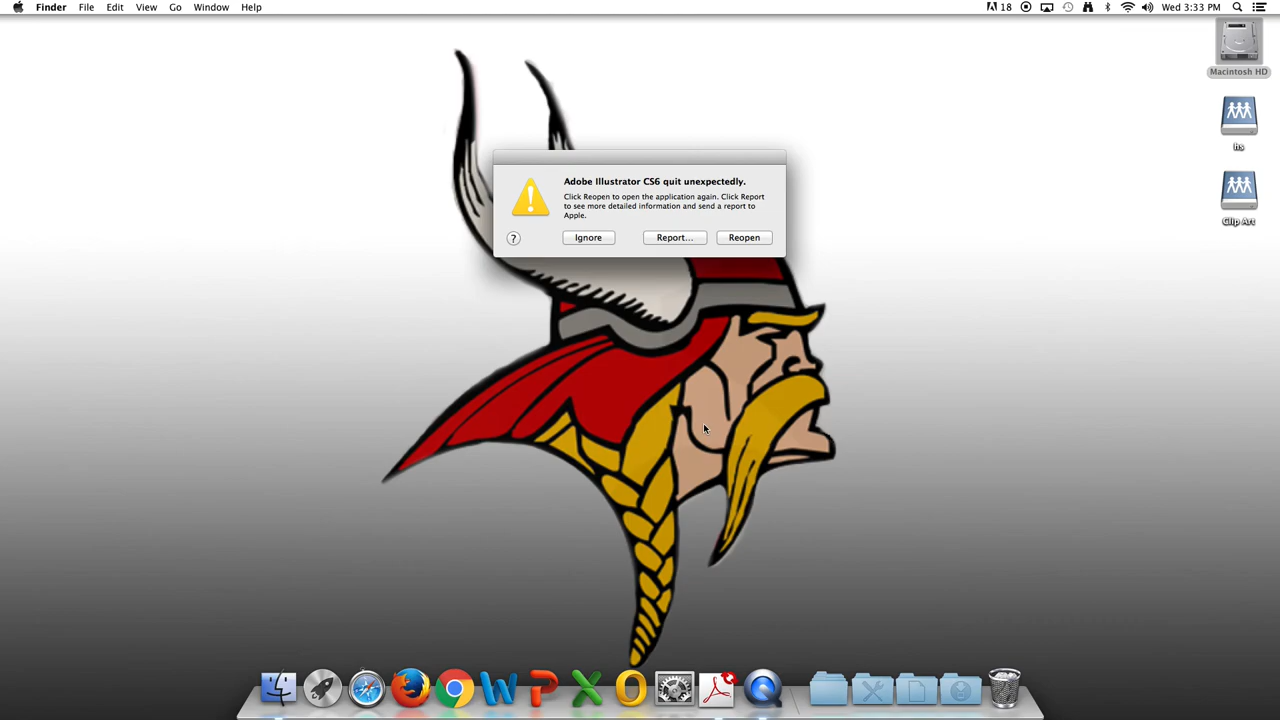 Finder File Edit View Go Window Help 18 Wed 3:33 PM
Macintosh HD
hs
Clip Art
Adobe Illustrator CS6 quit unexpectedly.
Click Reopen to open the application again. Click Report
to see more detailed information and send a report to
Apple.
? Ignore Report... Reopen